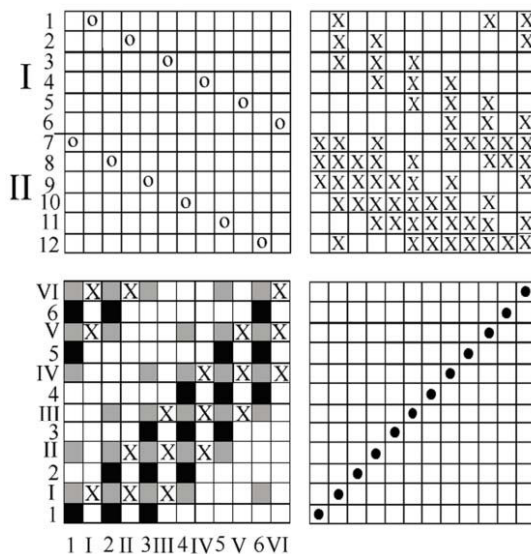 I
II
1 o X X X
2 o X X X
3 o X X X X
4 o X X X
5 o X X X
6 o X X X
7 o X X X X X X X X
8 o X X X X X X X X
9 o X X X X X X X X
10 o X X X X X X X X
11 o X X X X X X X X
12 o X X X X X X X X
VI X X X
6
V X X X
5
IV X X X
4
III X X X
3
II X X X
2
I X X X
1
1 I 2 II 3 III 4 IV 5 V 6 VI